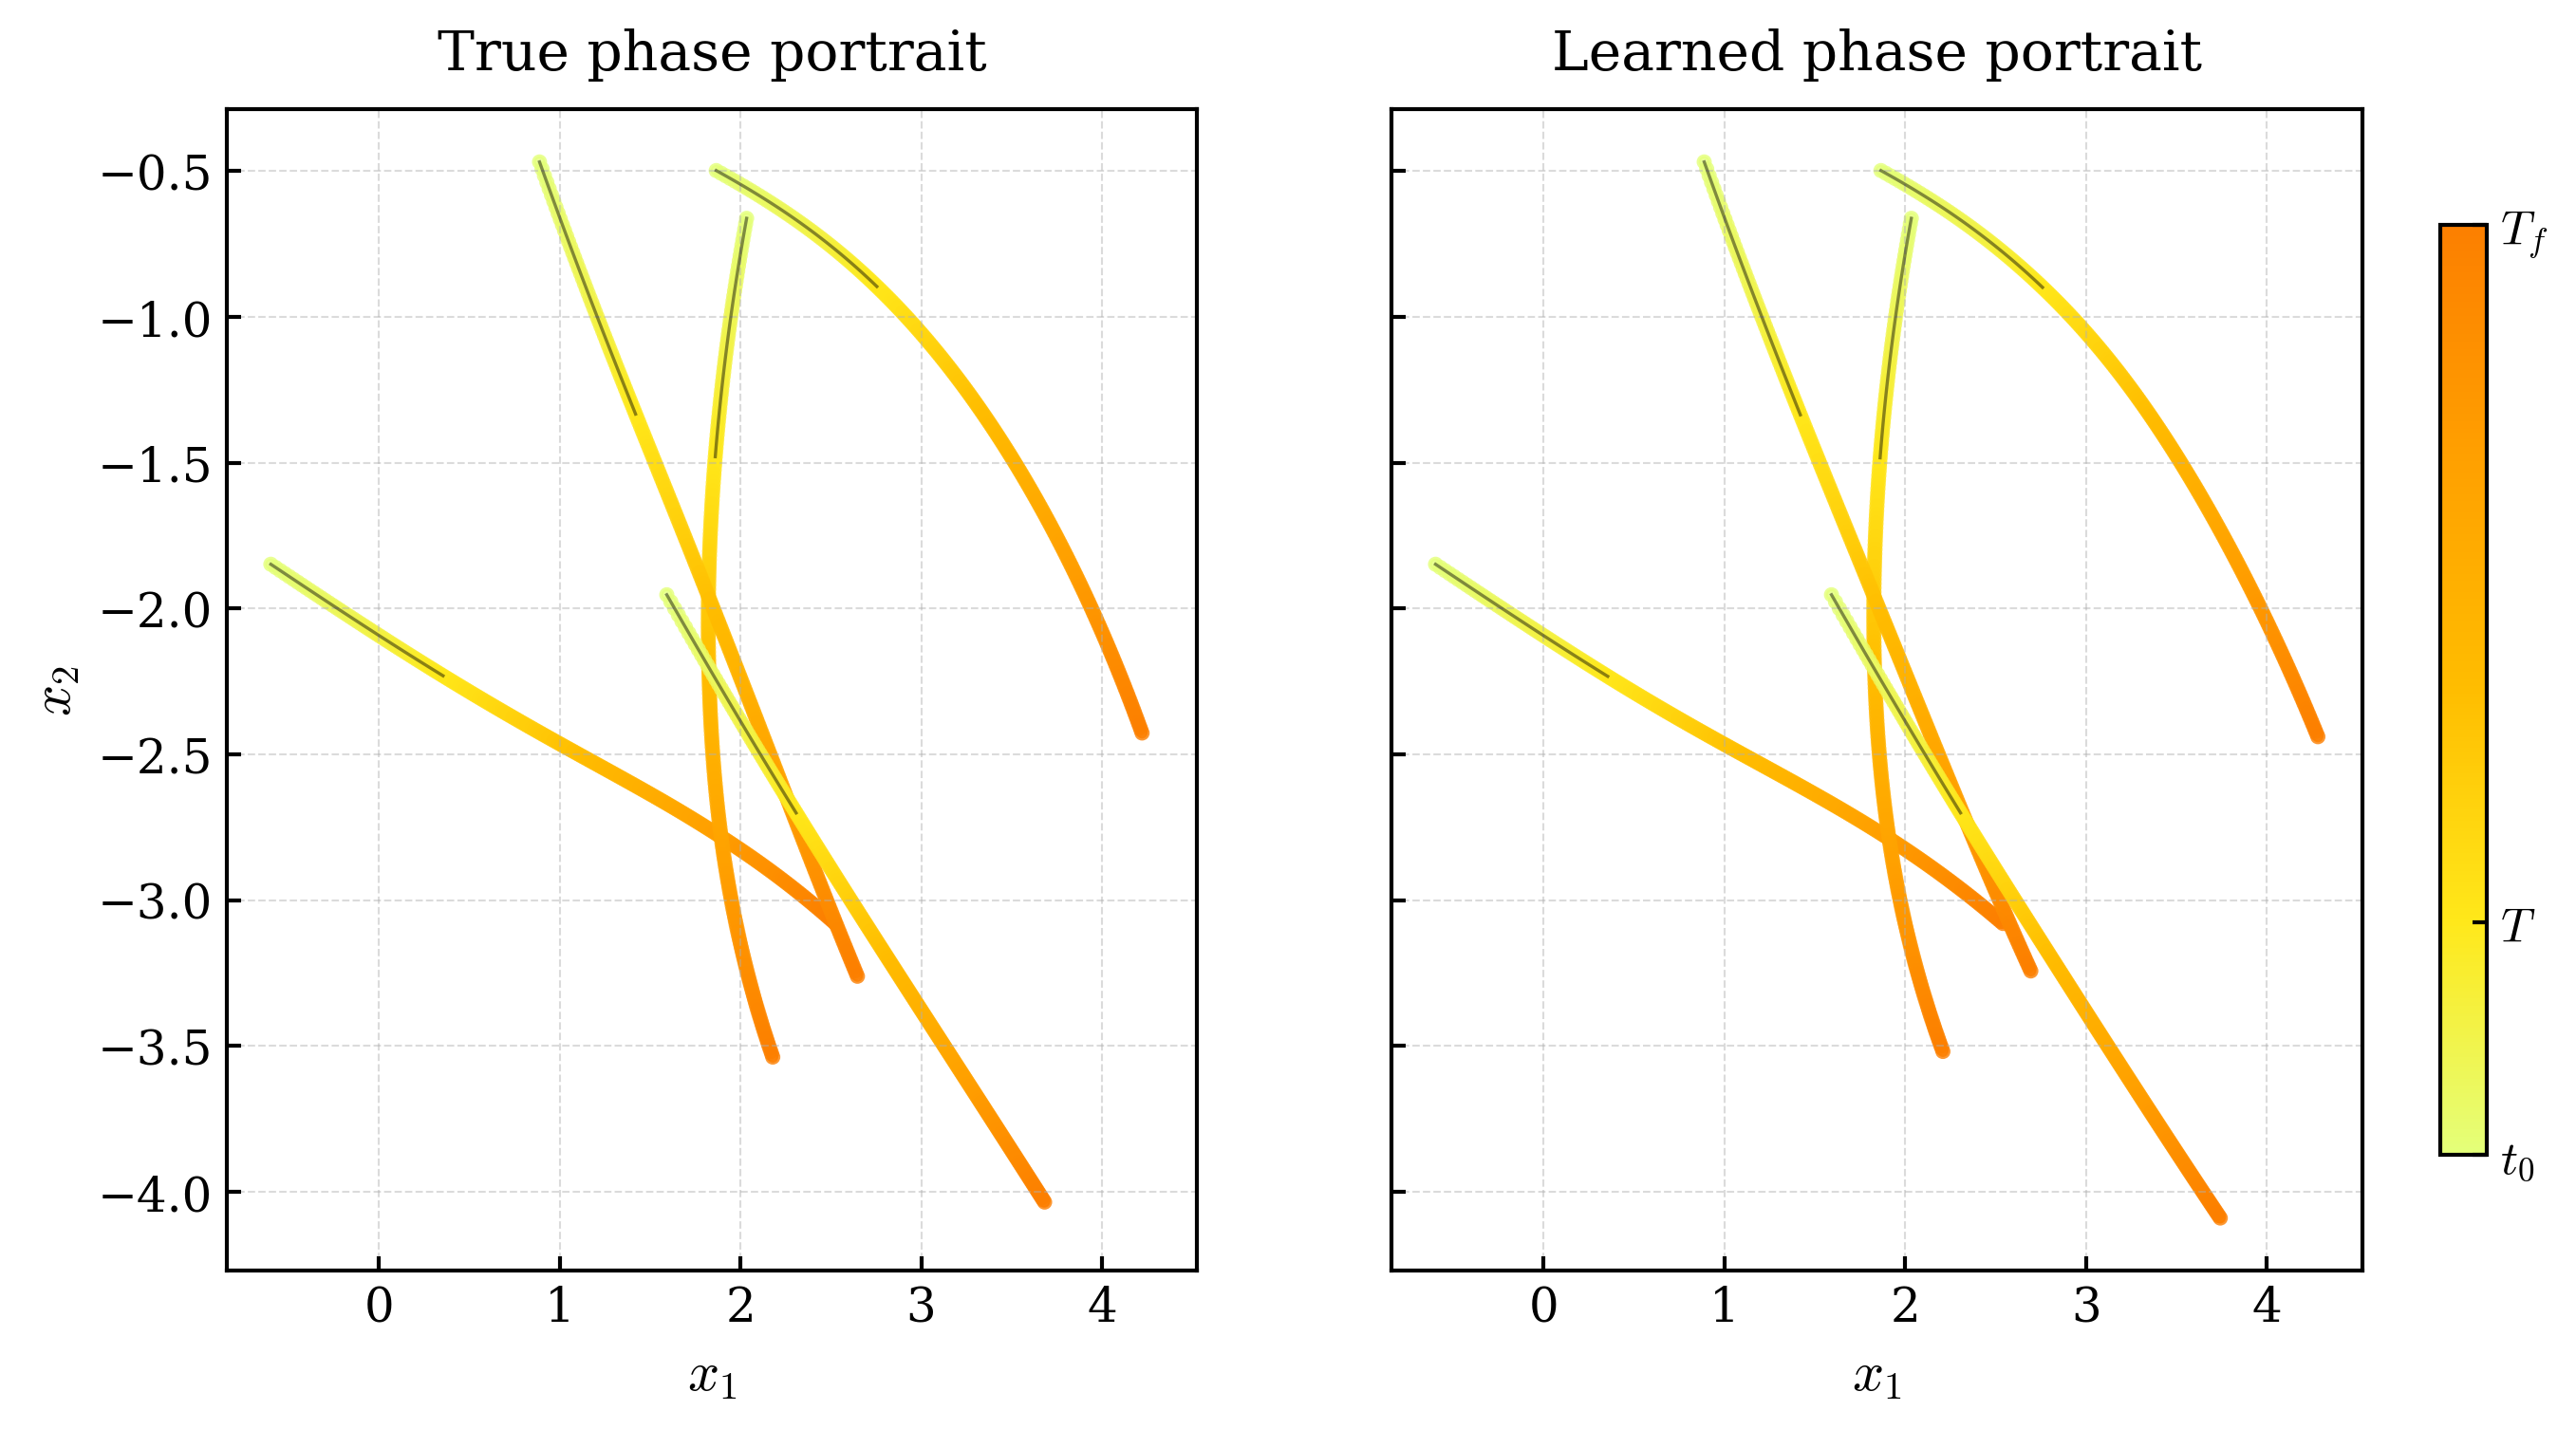 True phase portrait
Learned phase portrait
−0.5
−1.0
−1.5
−2.0
−2.5
−3.0
−3.5
−4.0
x₂
0 1 2 3 4
0 1 2 3 4
x₁
x₁
T_f
T
t₀